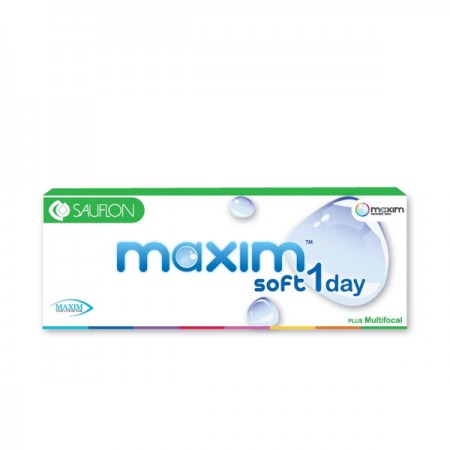 SAUFLON
maxim
maxim™
soft 1 day
MAXIM
PLUS Multifocal